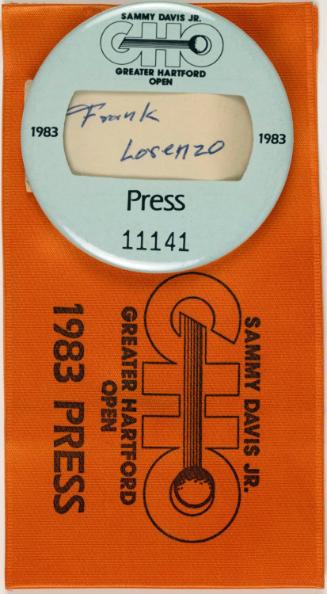 SAMMY DAVIS JR.
GHO
GREATER HARTFORD
OPEN
1983
1983
Frank
Lorenzo
Press
11141
SAMMY DAVIS JR.
GHO
GREATER HARTFORD
OPEN
1983 PRESS